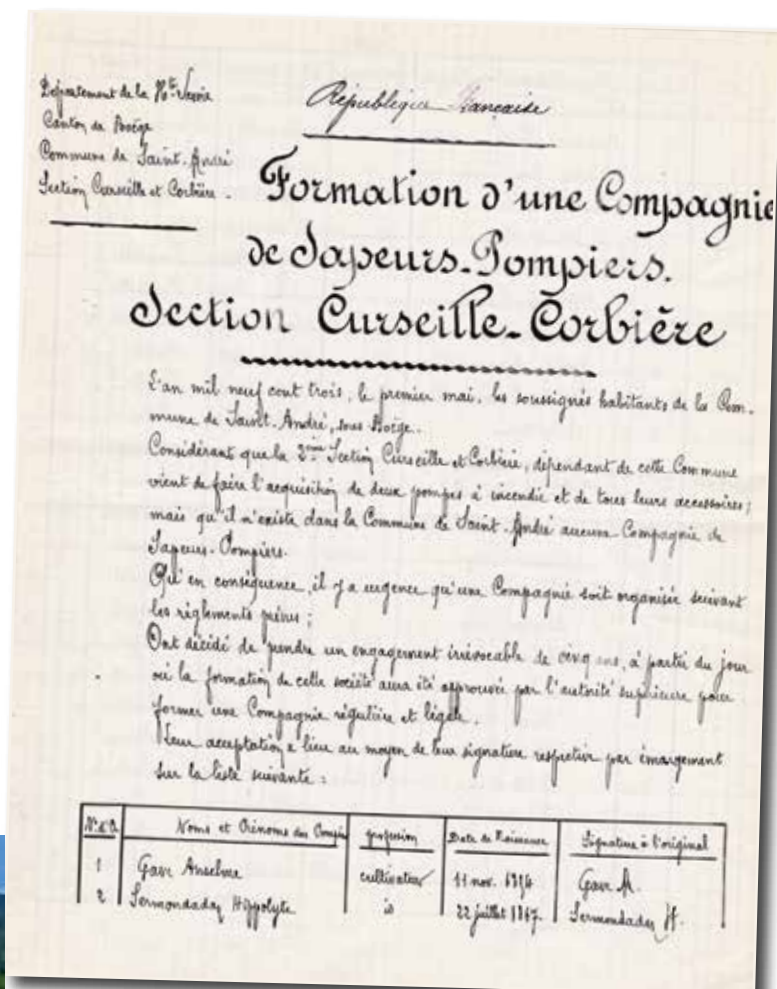 Département de la Hte Savoie
Canton de Boëge
Commune de Saint-André
Section Curseille et Corbière.
République Française
Formation d'une Compagnie
de Sapeurs-Pompiers.
Section Curseille-Corbière
L'an mil neuf cent trois, le premier mai, les soussignés habitants de la Com-
mune de Saint-André, sous Boëge..
Considérant que la 2ème Section Curseille et Corbière, dépendant de cette Commune
vient de faire l'acquisition de deux pompes à incendie et de tous leurs accessoires;
mais qu'il n'existe dans la Commune de Saint-André aucune Compagnie de
Sapeurs-Pompiers.
Qu'en conséquence, il y a urgence qu'une Compagnie soit organisée suivant
les règlements prévus;
Ont décidé de prendre un engagement irrévocable de cinq ans, à partir du jour
où la formation de cette société aura été approuvée par l'autorité supérieure pour
former une Compagnie régulière et légale.
Leur acceptation a lieu au moyen de leur signature respective par émargement
sur la liste suivante:
Nos d'O. Noms et Prénoms des Pompiers profession Date de Naissance Signature à l'original
1 Gavr Anselme cultivateur 11 nov. Gavr A.
2 Sermondadaz Hippolyte id 22 juillet 1867. Sermondadaz H.